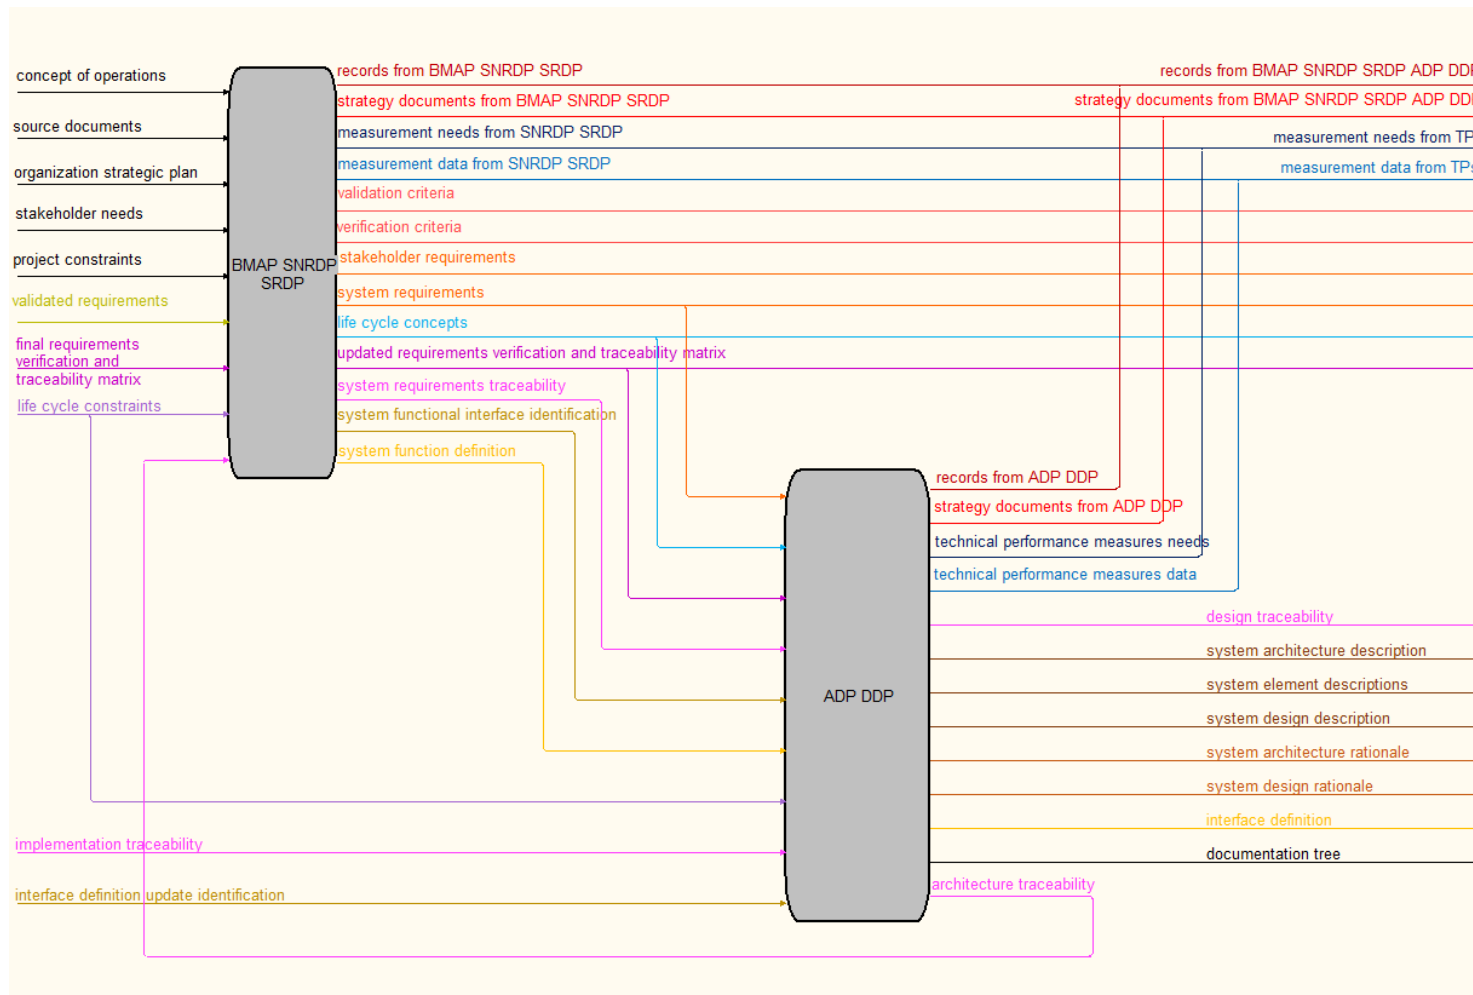 concept of operations
source documents
organization strategic plan
stakeholder needs
project constraints
validated requirements
final requirements
verification and
traceability matrix
life cycle constraints
BMAP SNRDP
SRDP
records from BMAP SNRDP SRDP
strategy documents from BMAP SNRDP SRDP
measurement needs from SNRDP SRDP
measurement data from SNRDP SRDP
validation criteria
verification criteria
stakeholder requirements
system requirements
life cycle concepts
updated requirements verification and traceability matrix
system requirements traceability
system functional interface identification
system function definition
records from BMAP SNRDP SRDP ADP DDP
strategy documents from BMAP SNRDP SRDP ADP DDP
measurement needs from TP
measurement data from TPs
implementation traceability
interface definition update identification
ADP DDP
records from ADP DDP
strategy documents from ADP DDP
technical performance measures needs
technical performance measures data
design traceability
system architecture description
system element descriptions
system design description
system architecture rationale
system design rationale
interface definition
documentation tree
architecture traceability